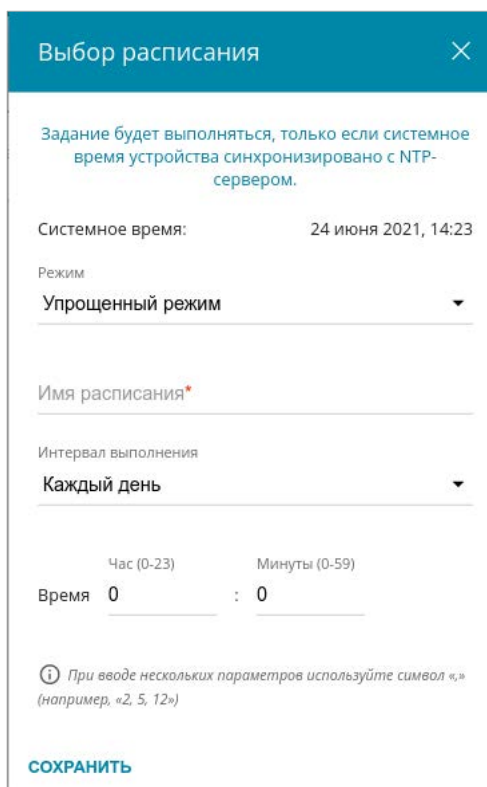 Выбор расписания
Задание будет выполняться, только если системное
время устройства синхронизировано с NTP-
сервером.
Системное время: 24 июня 2021, 14:23
Режим
Упрощенный режим
Имя расписания*
Интервал выполнения
Каждый день
Час (0-23) Минуты (0-59)
Время 0 : 0
При вводе нескольких параметров используйте символ «,»
(например, «2, 5, 12»)
СОХРАНИТЬ